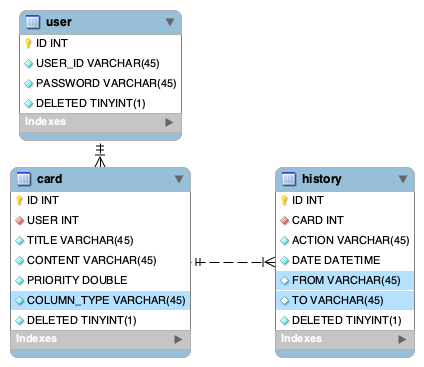 user
ID INT
USER_ID VARCHAR(45)
PASSWORD VARCHAR(45)
DELETED TINYINT(1)
Indexes
card
ID INT
USER INT
TITLE VARCHAR(45)
CONTENT VARCHAR(45)
PRIORITY DOUBLE
COLUMN_TYPE VARCHAR(45)
DELETED TINYINT(1)
Indexes
history
ID INT
CARD INT
ACTION VARCHAR(45)
DATE DATETIME
FROM VARCHAR(45)
TO VARCHAR(45)
DELETED TINYINT(1)
Indexes